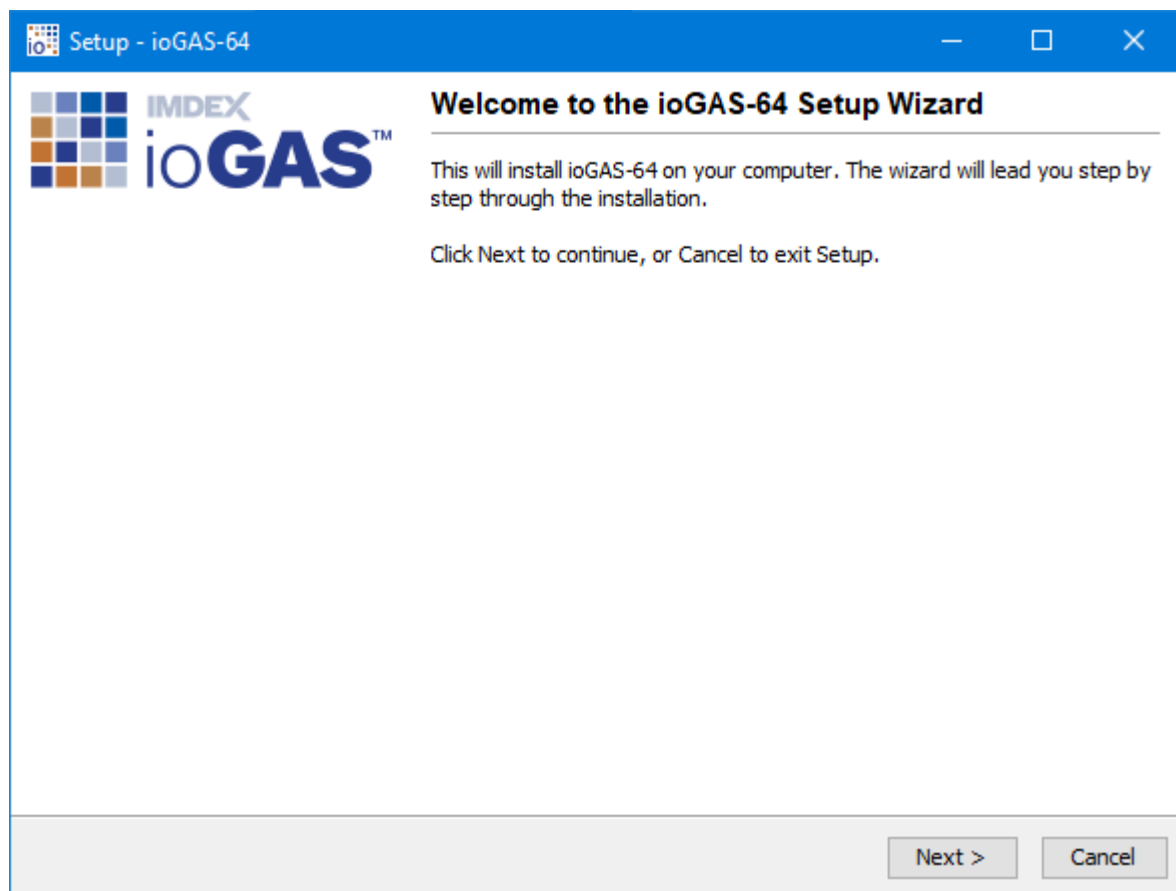 io
Setup - ioGAS-64
IMDEX
ioGAS™
Welcome to the ioGAS-64 Setup Wizard
This will install ioGAS-64 on your computer. The wizard will lead you step by
step through the installation.
Click Next to continue, or Cancel to exit Setup.
Next >
Cancel